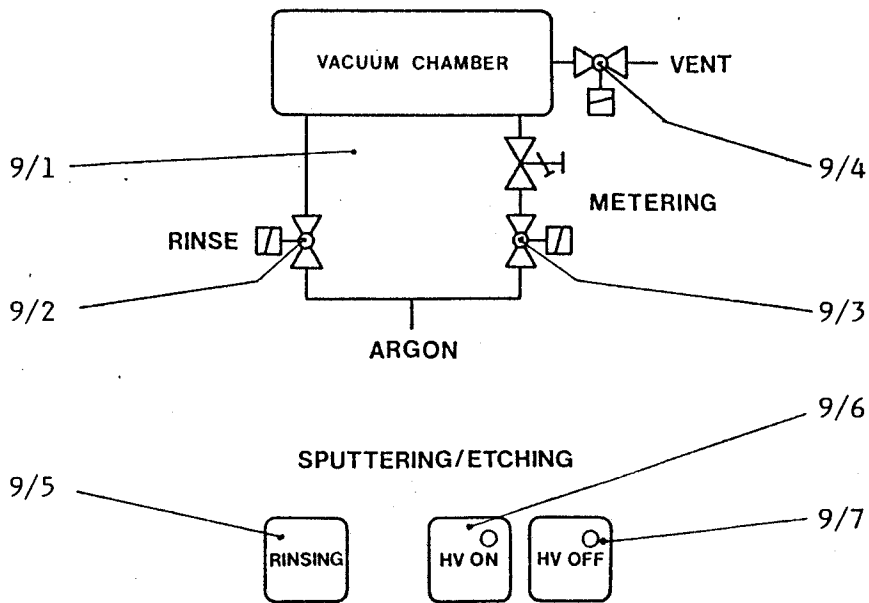 VACUUM CHAMBER
VENT
9/1
9/4
METERING
RINSE
9/2
9/3
ARGON
9/6
SPUTTERING/ETCHING
9/5
9/7
RINSING
HV ON
HV OFF